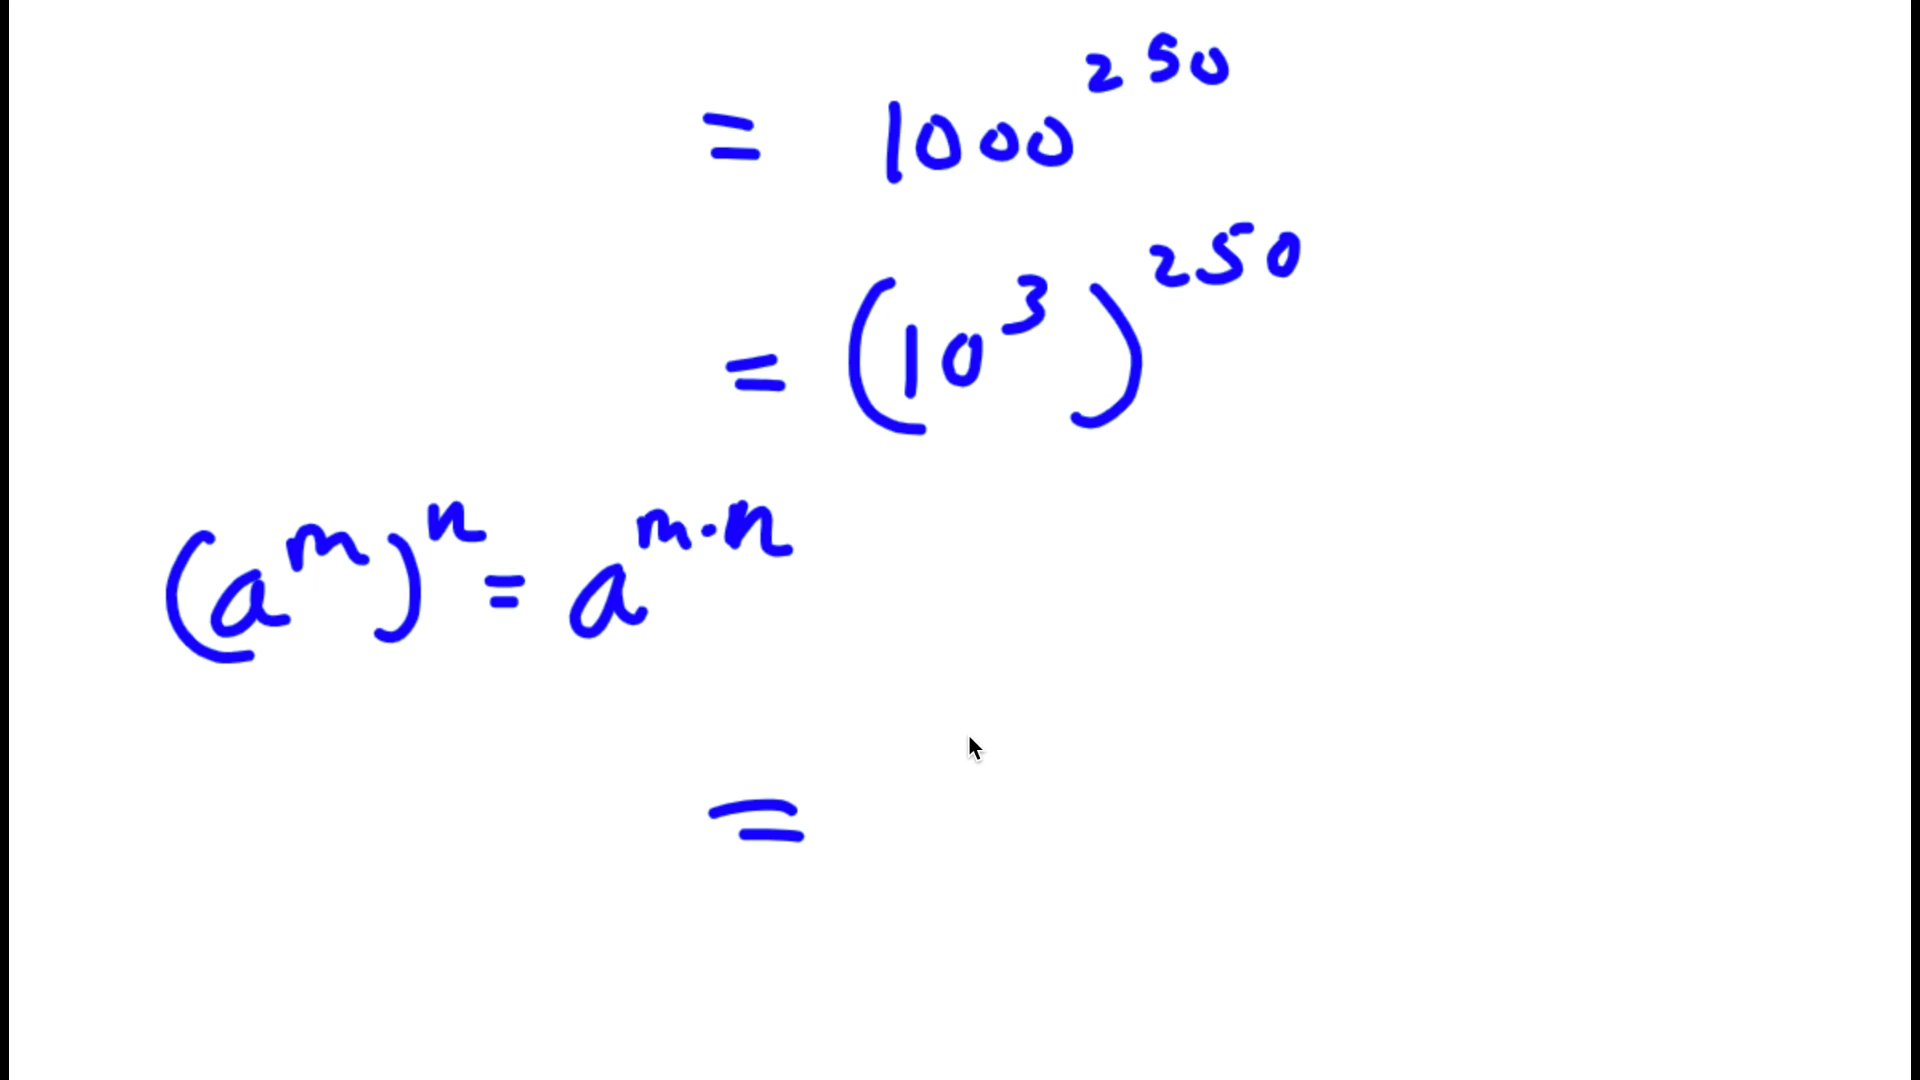 = 1000^250
= (10^3)^250
(a^m)^n = a^m·n
=